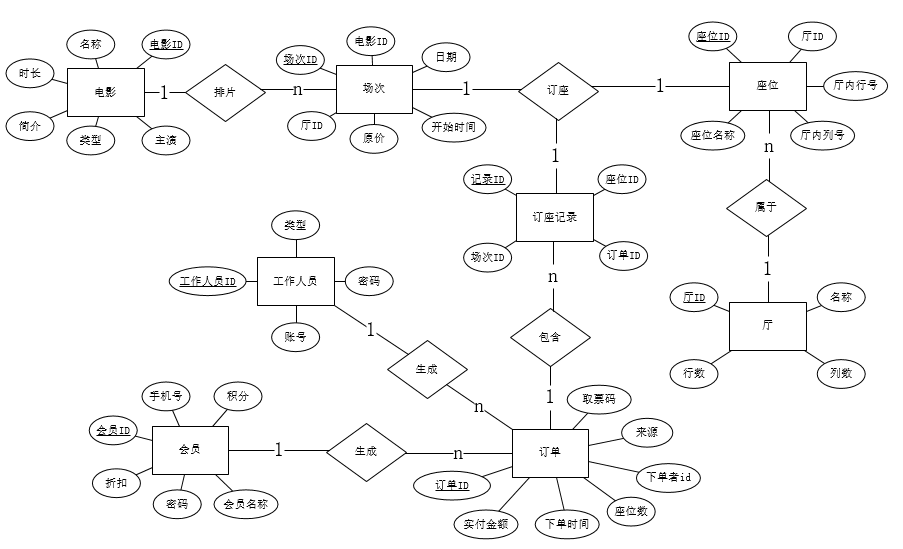 名称
电影ID
时长
电影
简介
类型
主演
1
排片
n
电影ID
场次ID
日期
场次
厅ID
原价
开始时间
1
订座
1
座位ID
厅ID
座位
厅内行号
座位名称
厅内列号
1
n
记录ID
座位ID
订座记录
场次ID
订单ID
属于
1
类型
工作人员ID
工作人员
密码
账号
n
包含
1
厅ID
名称
厅
行数
列数
1
生成
n
手机号
积分
会员ID
会员
折扣
密码
会员名称
1
生成
n
取票码
来源
订单
下单者id
订单ID
座位数
实付金额
下单时间